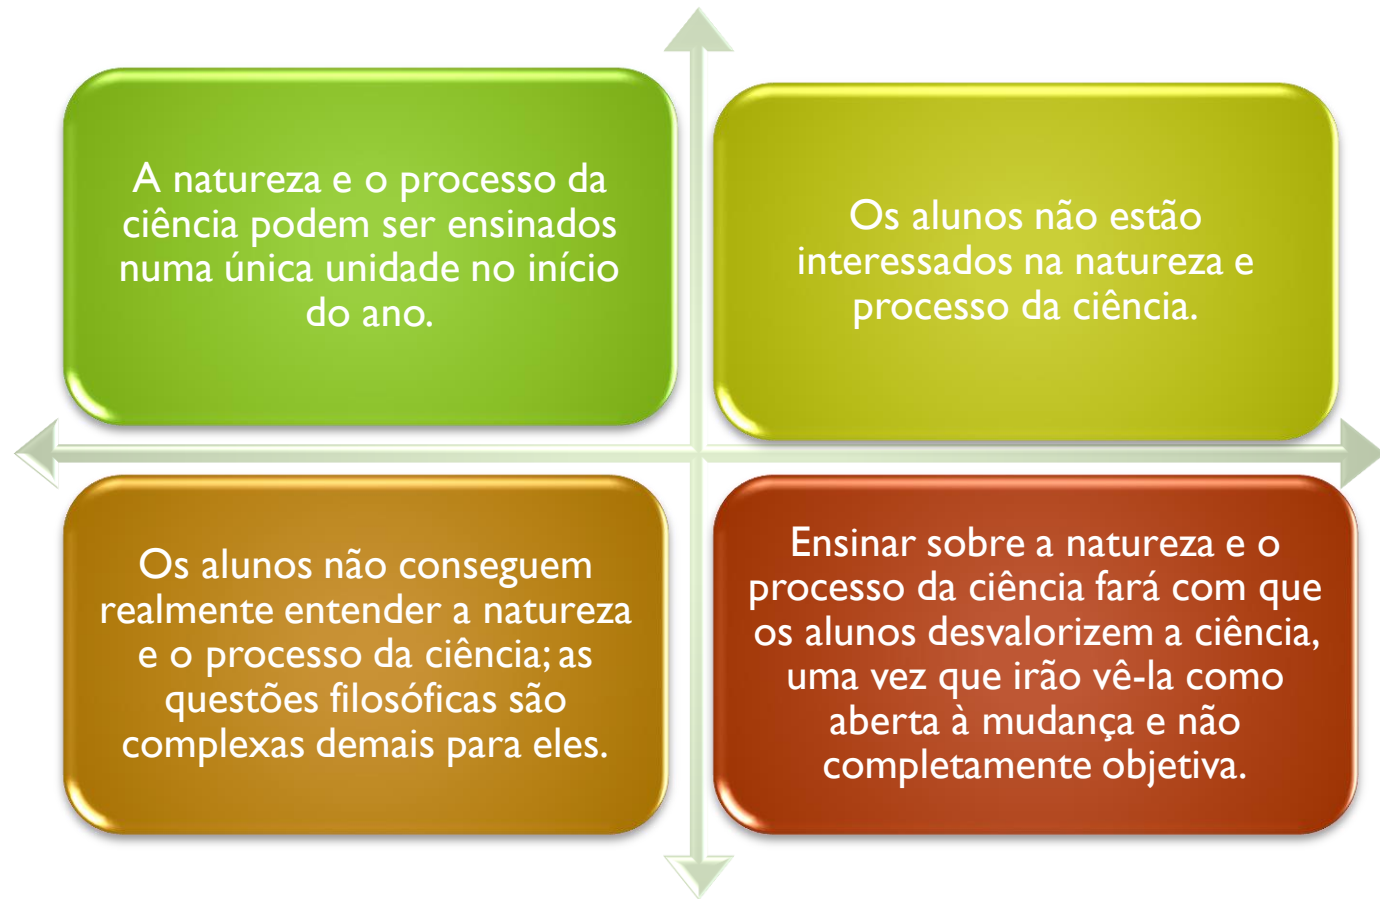 A natureza e o processo da
ciência podem ser ensinados
numa única unidade no início
do ano.
Os alunos não estão
interessados na natureza e
processo da ciência.
Os alunos não conseguem
realmente entender a natureza
e o processo da ciência; as
questões filosóficas são
complexas demais para eles.
Ensinar sobre a natureza e o
processo da ciência fará com que
os alunos desvalorizem a ciência,
uma vez que irão vê-la como
aberta à mudança e não
completamente objetiva.